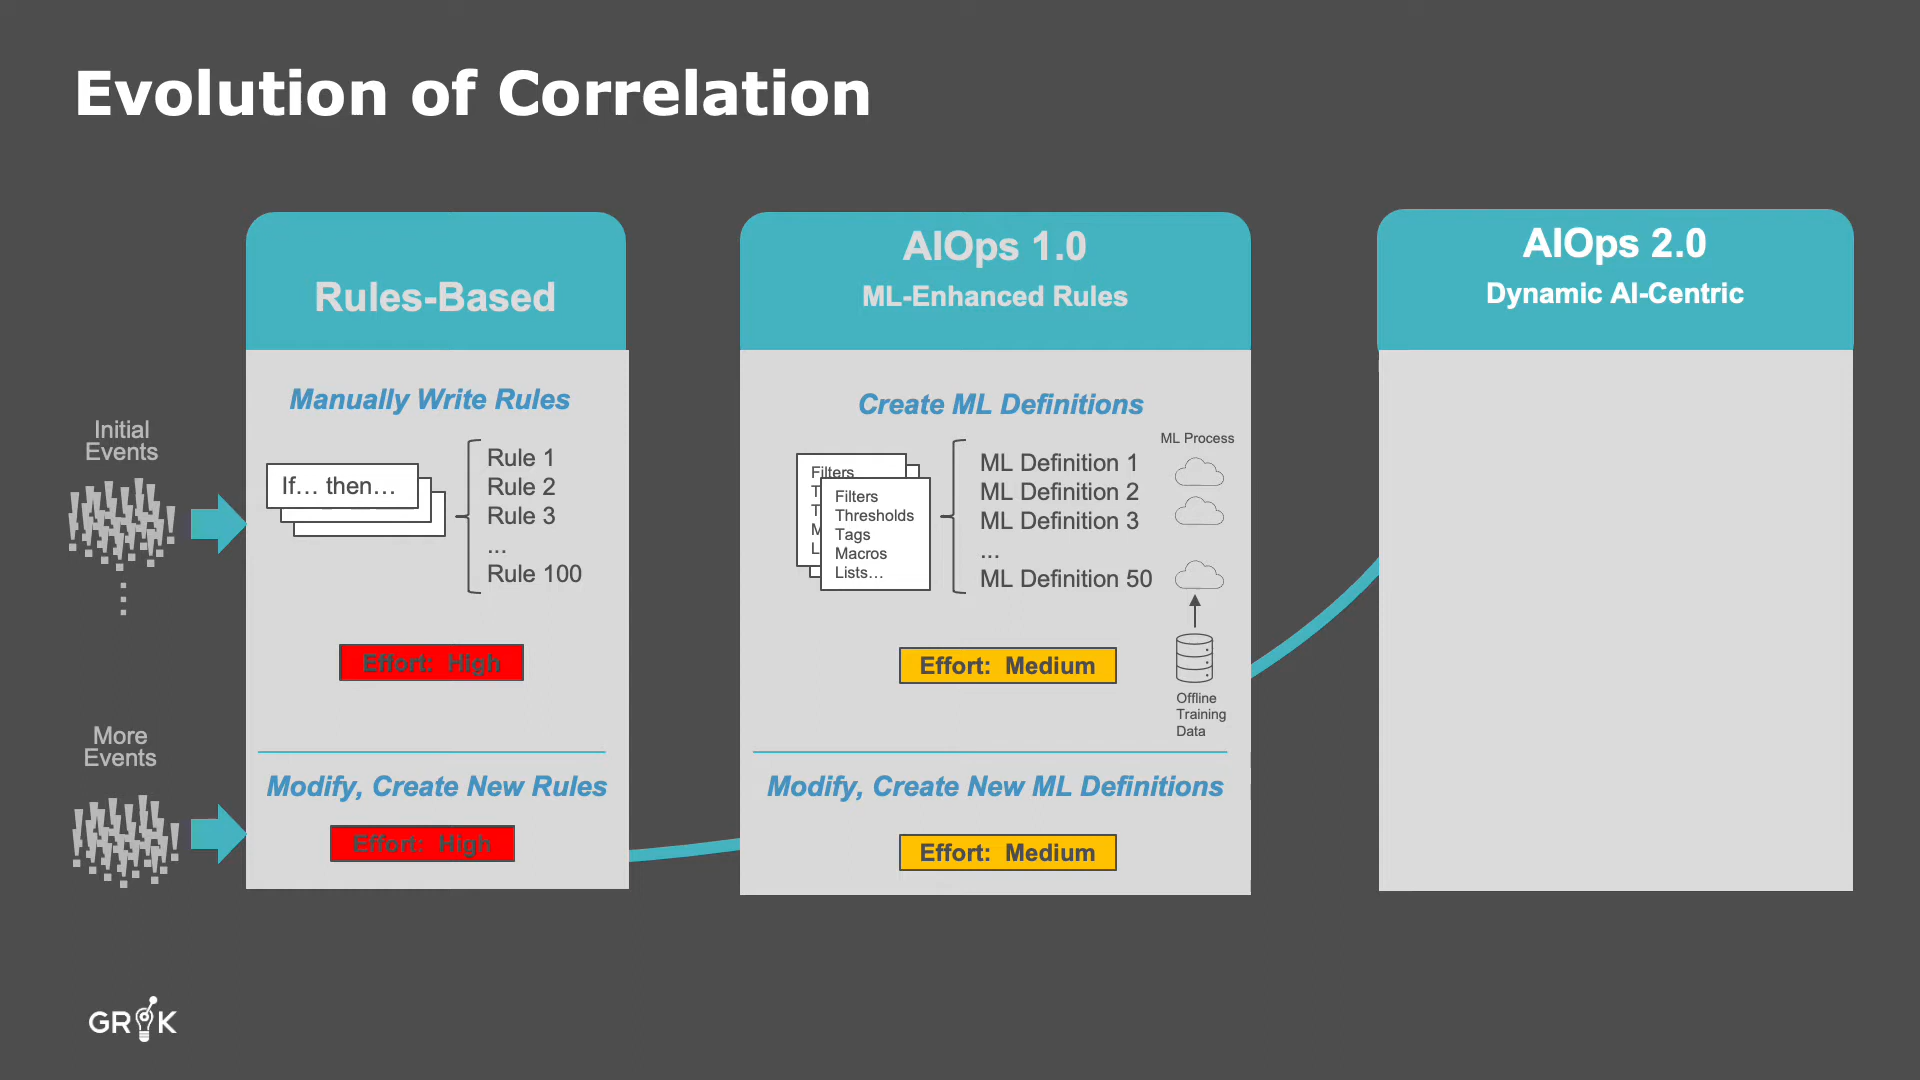 Evolution of Correlation
Rules-Based
AIOps 1.0
ML-Enhanced Rules
AIOps 2.0
Dynamic AI-Centric
Initial
Events
Manually Write Rules
If... then...
Rule 1
Rule 2
Rule 3
...
Rule 100
Effort: High
Create ML Definitions
Filters
Filters
Thresholds
Tags
Macros
Lists...
ML Definition 1
ML Definition 2
ML Definition 3
...
ML Definition 50
ML Process
Offline
Training
Data
Effort: Medium
More
Events
Modify, Create New Rules
Effort: High
Modify, Create New ML Definitions
Effort: Medium
GROK